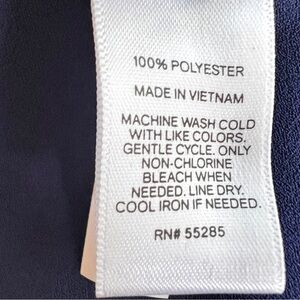 100% POLYESTER
MADE IN VIETNAM
MACHINE WASH COLD
WITH LIKE COLORS.
GENTLE CYCLE. ONLY
NON-CHLORINE
BLEACH WHEN
NEEDED. LINE DRY.
COOL IRON IF NEEDED.
RN# 55285